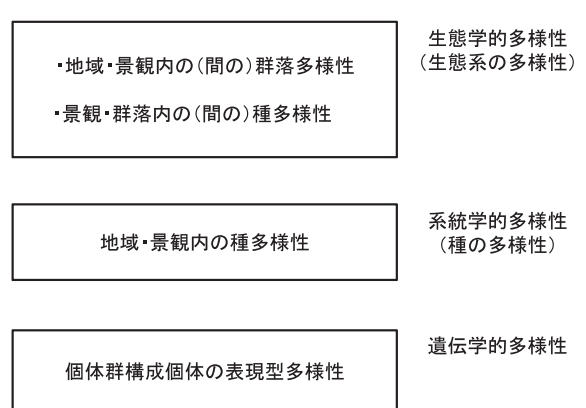 ・地域・景観内の(間の)群落多様性
・景観・群落内の(間の)種多様性
生態学的多様性
(生態系の多様性)
地域・景観内の種多様性
系統学的多様性
(種の多様性)
個体群構成個体の表現型多様性
遺伝学的多様性